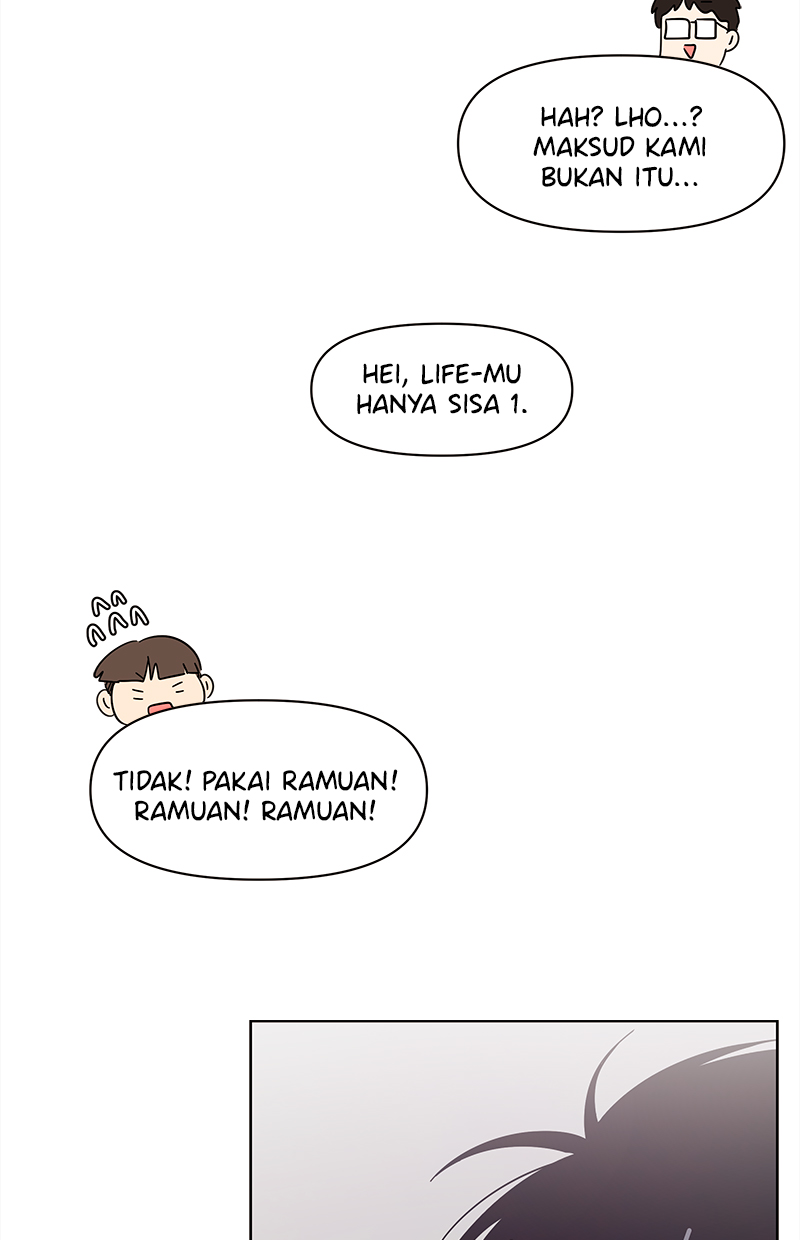 HAH? LHO...?
MAKSUD KAMI
BUKAN ITU...
HEI, LIFE-MU
HANYA SISA 1.
TIDAK! PAKAI RAMUAN!
RAMUAN! RAMUAN!